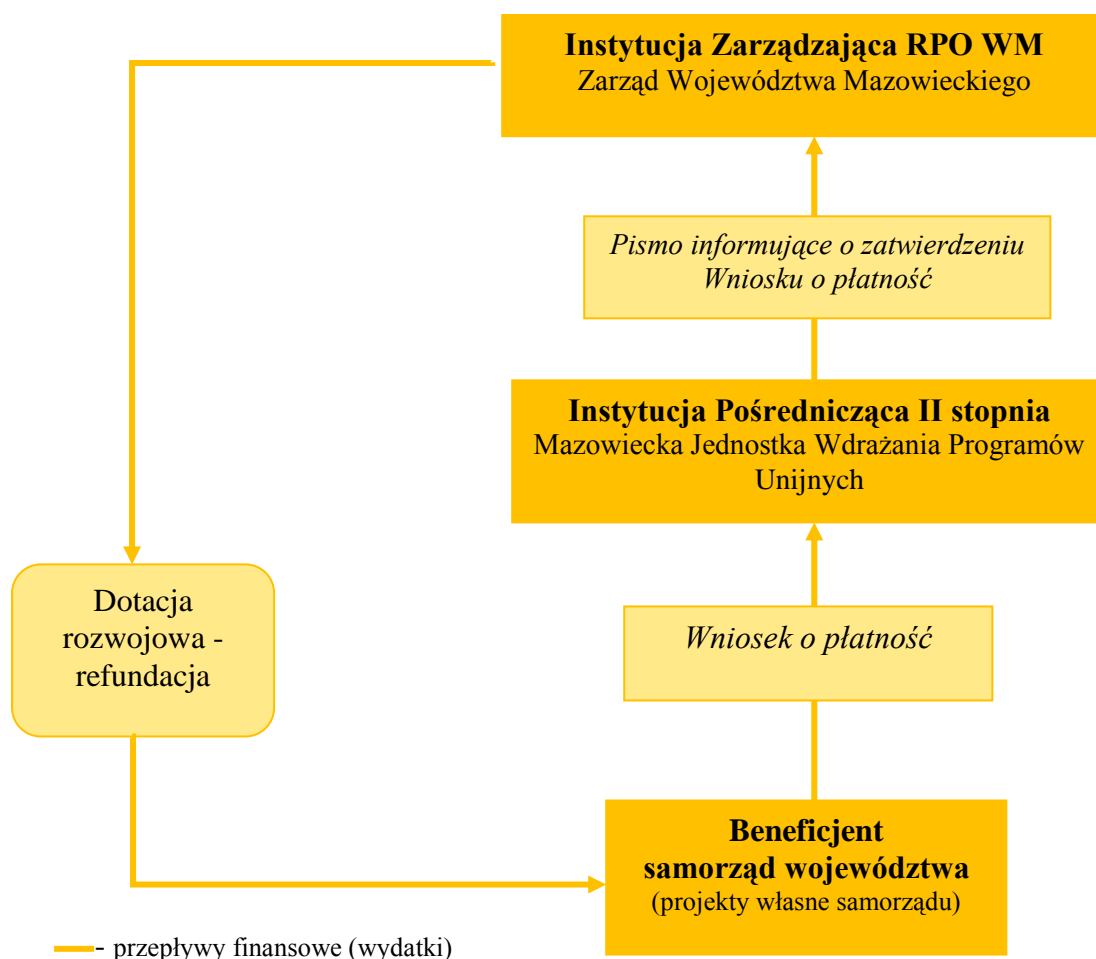 Instytucja Zarządzająca RPO WM
Zarząd Województwa Mazowieckiego
Pismo informujące o zatwierdzeniu
Wniosku o płatność
Instytucja Pośrednicząca II stopnia
Mazowiecka Jednostka Wdrażania Programów
Unijnych
Dotacja
rozwojowa -
refundacja
Wniosek o płatność
Beneficjent
samorząd województwa
(projekty własne samorządu)
- przepływy finansowe (wydatki)